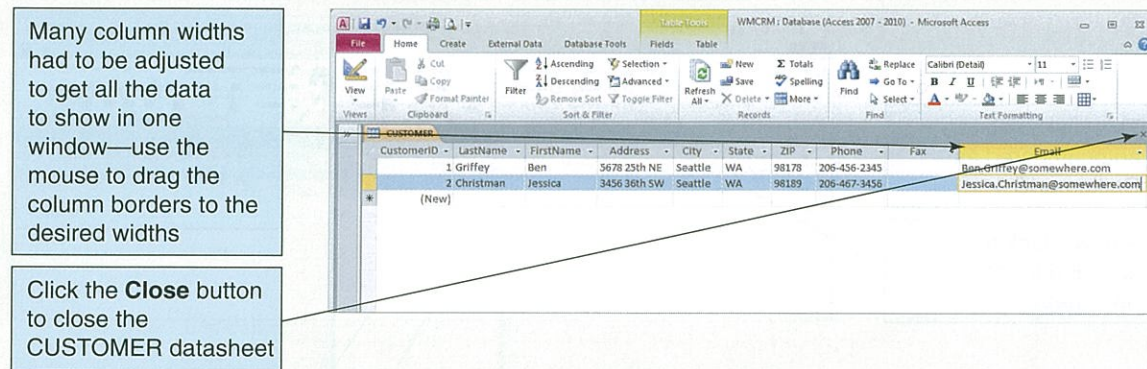 Many column widths
had to be adjusted
to get all the data
to show in one
window—use the
mouse to drag the
column borders to the
desired widths
Click the Close button
to close the
CUSTOMER datasheet
Table Tools WMCRM : Database (Access 2007 - 2010) - Microsoft Access
File Home Create External Data Database Tools Fields Table
View
Views
Paste
Cut
Copy
Format Painter
Clipboard
Filter
Ascending Selection
Descending Advanced
Remove Sort Toggle Filter
Sort & Filter
Refresh All
New Totals
Save Spelling
Delete More
Records
Find
Replace
Go To
Select
Find
Calibri (Detail) 11
B I U
A
Text Formatting
CUSTOMER
CustomerID LastName FirstName Address City State ZIP Phone Fax Email
1 Griffey Ben 5678 25th NE Seattle WA 98178 206-456-2345 Ben.Griffey@somewhere.com
2 Christman Jessica 3456 36th SW Seattle WA 98189 206-467-3456 Jessica.Christman@somewhere.com
* (New)